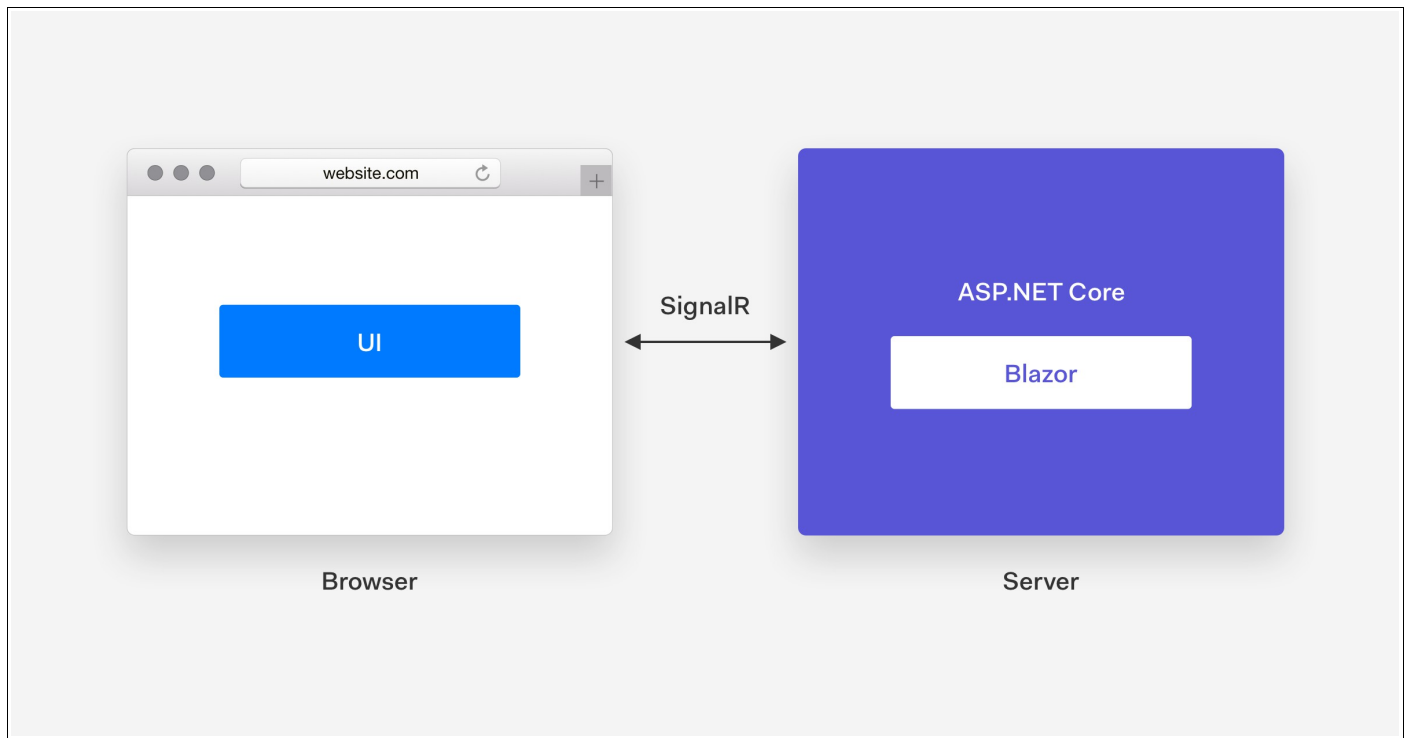 website.com
UI
SignalR
ASP.NET Core
Blazor
Browser
Server